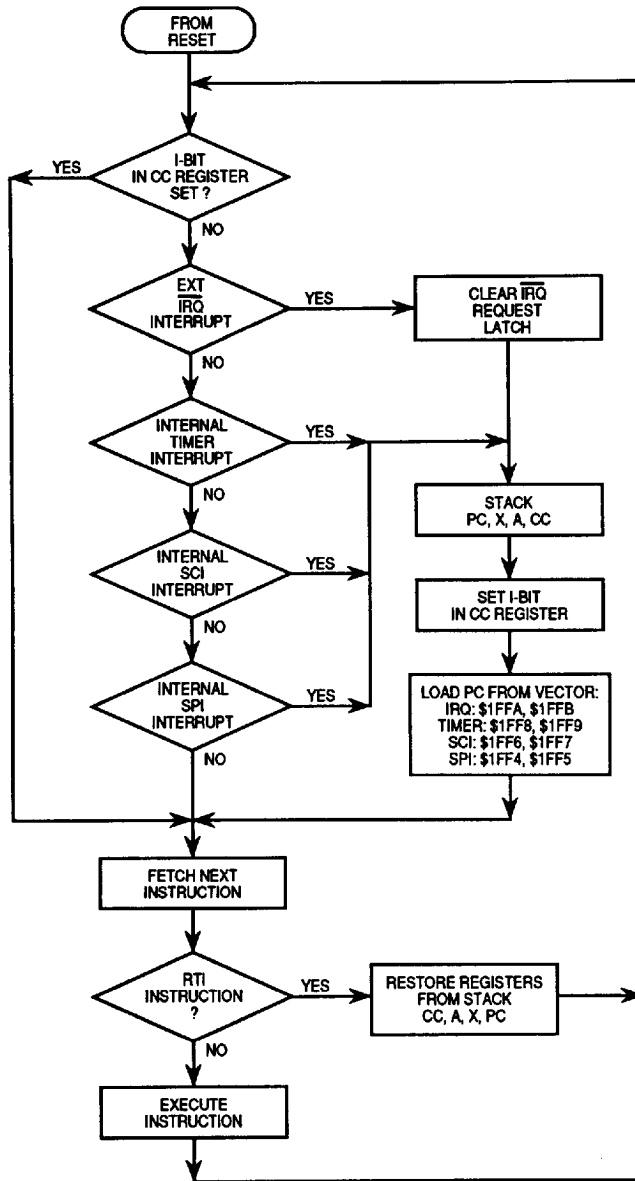 FROM
RESET
I-BIT
IN CC REGISTER
SET ?
YES
NO
EXT
IRQ
INTERRUPT
YES
CLEAR IRQ
REQUEST
LATCH
NO
INTERNAL
TIMER
INTERRUPT
YES
NO
STACK
PC, X, A, CC
INTERNAL
SCI
INTERRUPT
YES
SET I-BIT
IN CC REGISTER
NO
INTERNAL
SPI
INTERRUPT
YES
LOAD PC FROM VECTOR:
IRQ: $1FFA, $1FFB
TIMER: $1FF8, $1FF9
SCI: $1FF6, $1FF7
SPI: $1FF4, $1FF5
NO
FETCH NEXT
INSTRUCTION
RTI
INSTRUCTION
?
YES
RESTORE REGISTERS
FROM STACK
CC, A, X, PC
NO
EXECUTE
INSTRUCTION